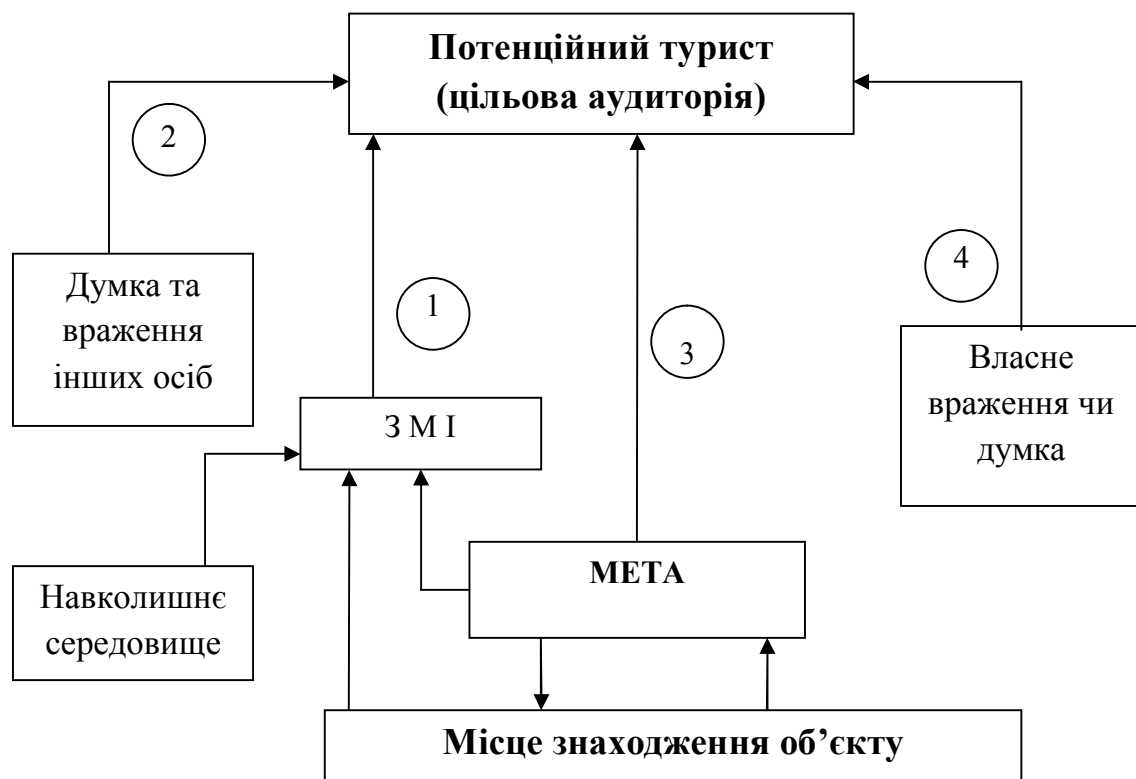 Потенційний турист
(цільова аудиторія)
2
Думка та
враження
інших осіб
1
3
4
Власне
враження чи
думка
З М І
МЕТА
Навколишнє
середовище
Місце знаходження об’єкту